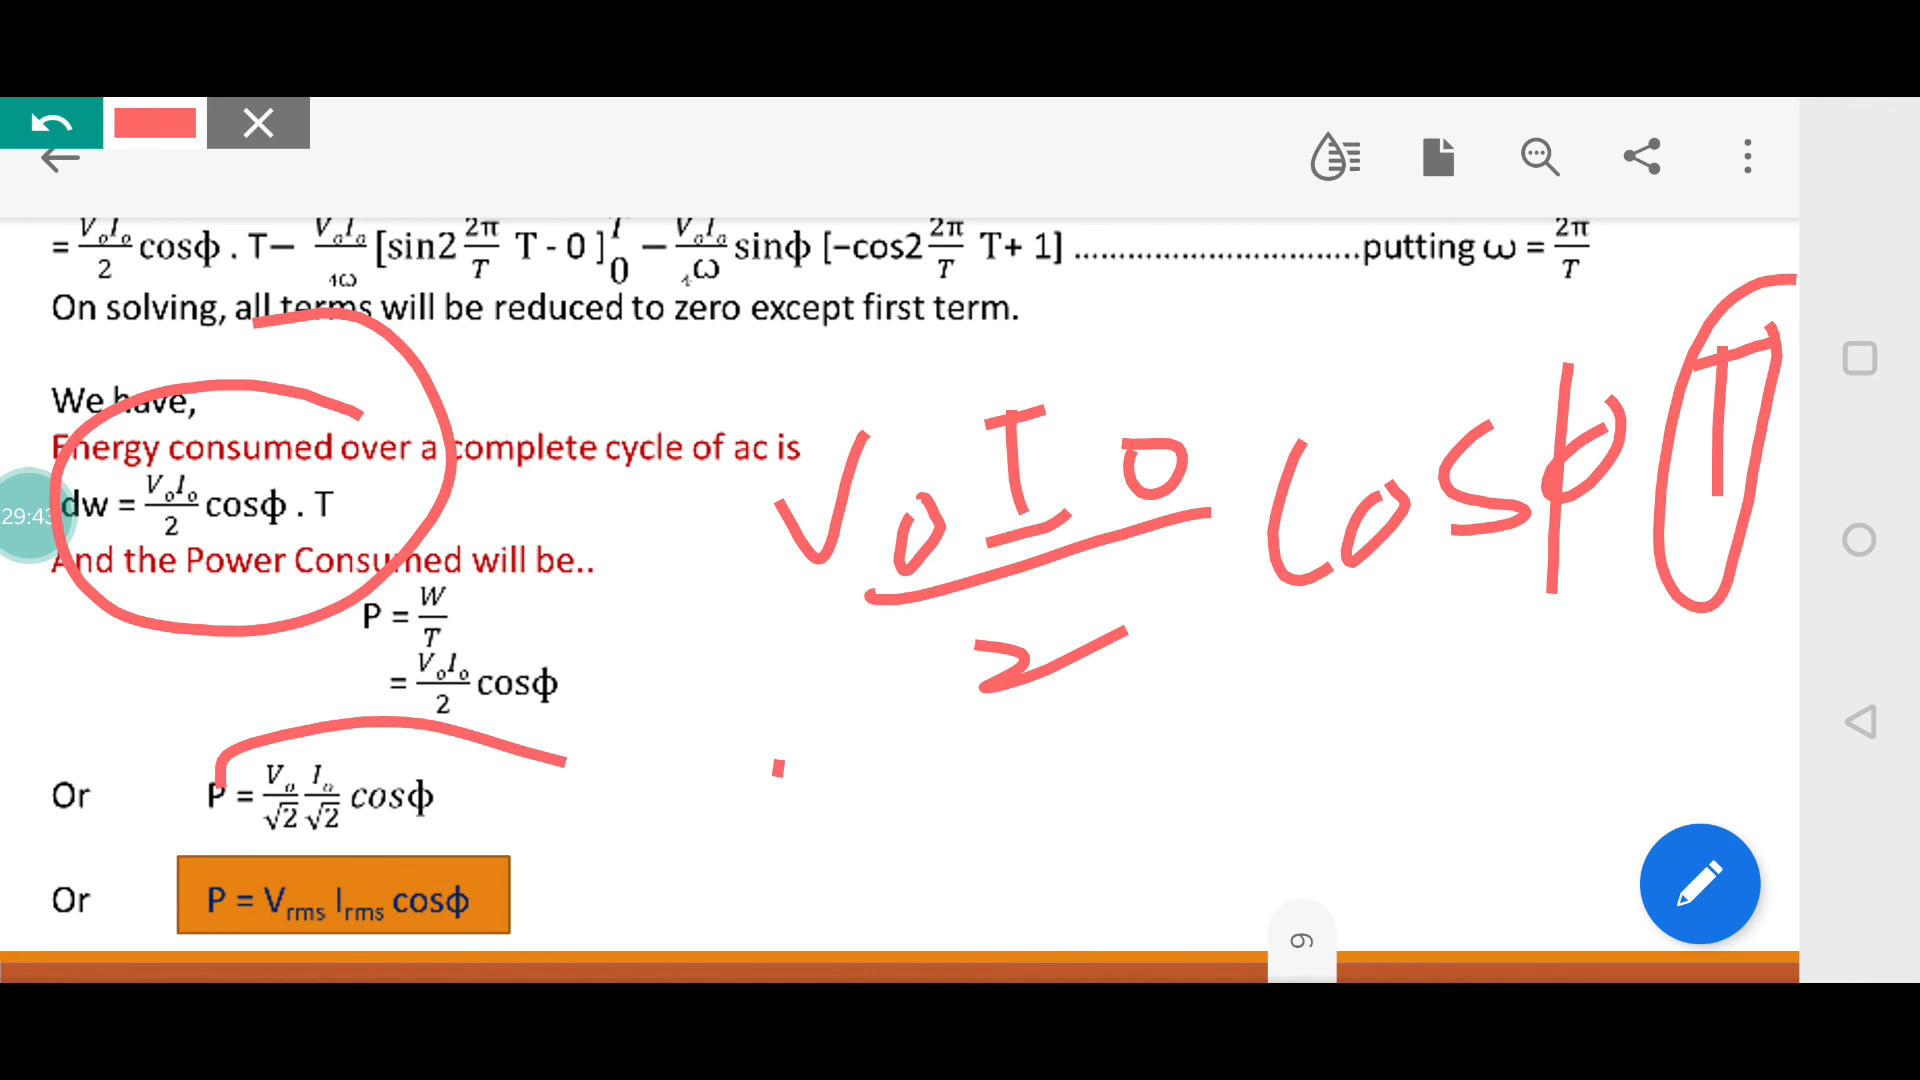 = V₀I₀/2 cosϕ . T− V₀I₀/4ω [sin2 2π/T T - 0 ]₀ᵀ − V₀I₀/4ω sinϕ [−cos2 2π/T T+ 1] ..............................putting ω = 2π/T
On solving, all terms will be reduced to zero except first term.
We have,
Energy consumed over a complete cycle of ac is
dw = V₀I₀/2 cosϕ . T
And the Power Consumed will be..
P = W/T
= V₀I₀/2 cosϕ
Or P = V₀/√2 I₀/√2 cosϕ
Or P = Vrms Irms cosϕ
V₀I₀/2 cosϕ T
29:43
6